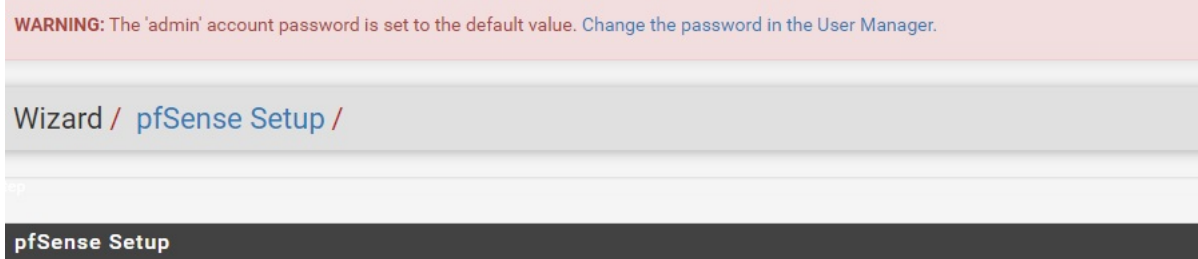 WARNING: The 'admin' account password is set to the default value. Change the password in the User Manager.
Wizard / pfSense Setup /
pfSense Setup